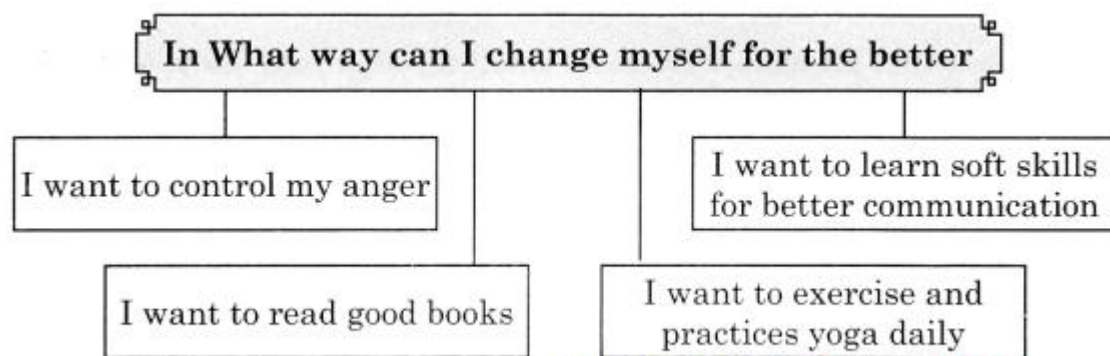 In What way can I change myself for the better
I want to control my anger
I want to learn soft skills
for better communication
I want to read good books
I want to exercise and
practices yoga daily